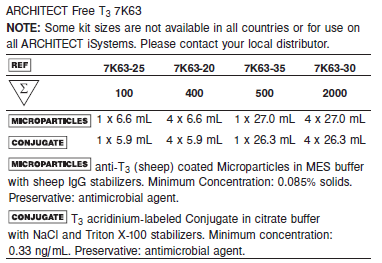 ARCHITECT Free T3 7K63
NOTE: Some kit sizes are not available in all countries or for use on
all ARCHITECT iSystems. Please contact your local distributor.
REF 7K63-25 7K63-20 7K63-35 7K63-30
Σ 100 400 500 2000
MICROPARTICLES 1 x 6.6 mL 4 x 6.6 mL 1 x 27.0 mL 4 x 27.0 mL
CONJUGATE 1 x 5.9 mL 4 x 5.9 mL 1 x 26.3 mL 4 x 26.3 mL
MICROPARTICLES anti-T3 (sheep) coated Microparticles in MES buffer
with sheep IgG stabilizers. Minimum Concentration: 0.085% solids.
Preservative: antimicrobial agent.
CONJUGATE T3 acridinium-labeled Conjugate in citrate buffer
with NaCl and Triton X-100 stabilizers. Minimum concentration:
0.33 ng/mL. Preservative: antimicrobial agent.